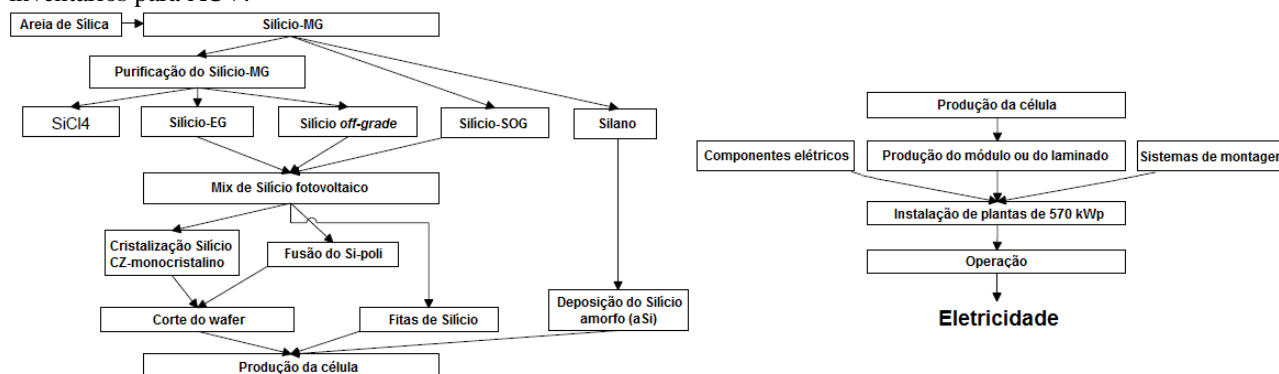 inventários para ACV.
Areia de Sílica
Silício-MG
Purificação do Silício-MG
SiCl4
Silício-EG
Silício off-grade
Silício-SOG
Silano
Mix de Silício fotovoltaico
Cristalização Silício
CZ-monocristalino
Fusão do Si-poli
Corte do wafer
Fitas de Silício
Deposição do Silício
amorfo (aSi)
Produção da célula
Produção da célula
Componentes elétricos
Produção do módulo ou do laminado
Sistemas de montagem
Instalação de plantas de 570 kWp
Operação
Eletricidade